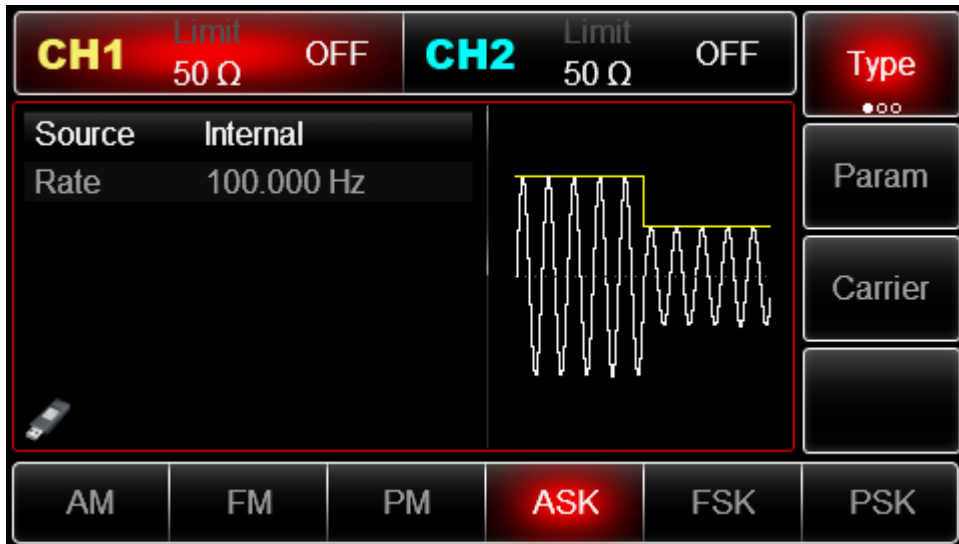 CH1 Limit 50 Ω OFF CH2 Limit 50 Ω OFF
Type
Source Internal
Rate 100.000 Hz
Param
Carrier
AM FM PM ASK FSK PSK